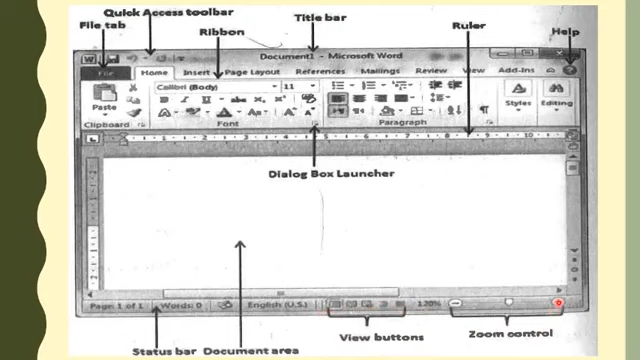 Quick Access toolbar
Title bar
File tab
Ribbon
Ruler
Help
Document1 - Microsoft Word
File Home Insert Page Layout References Mailings Review View Add-Ins
Calibri (Body) 11
Paste
Styles
Editing
Clipboard Font Paragraph
Dialog Box Launcher
Page: 1 of 1 Words: 0 English (U.S.) 120%
View buttons
Zoom control
Status bar Document area